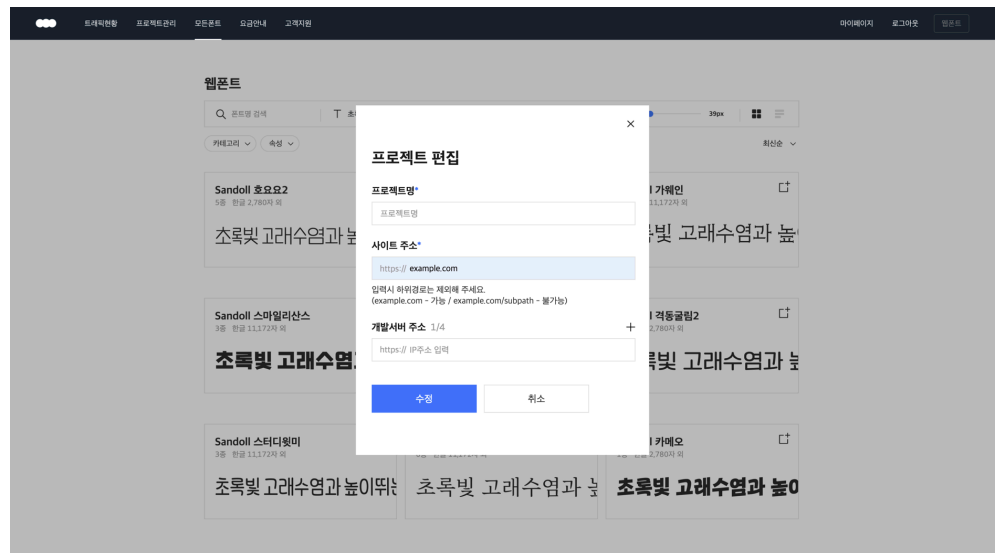 트래픽현황 프로젝트관리 모든폰트 요금안내 고객지원 마이페이지 로그아웃 웹폰트
웹폰트
폰트명 검색 39px
카테고리 속성 최신순
프로젝트 편집
프로젝트명*
프로젝트명
사이트 주소*
https:// example.com
입력시 하위경로는 제외해 주세요.
(example.com - 가능 / example.com/subpath - 불가능)
개발서버 주소 1/4
https:// IP주소 입력
수정 취소
Sandoll 호요요2
5종 한글 2,780자 외
초록빛 고래수염과
가웨인
11,172자 외
고래수염과
Sandoll 스마일리산스
3종 한글 11,172자 외
초록빛 고래수염
격동굴림2
2,780자 외
고래수염과
Sandoll 스터디윗미
3종 한글 11,172자 외
초록빛 고래수염과 높이뛰
초록빛 고래수염과
카메오
2,780자 외
초록빛 고래수염과 높이